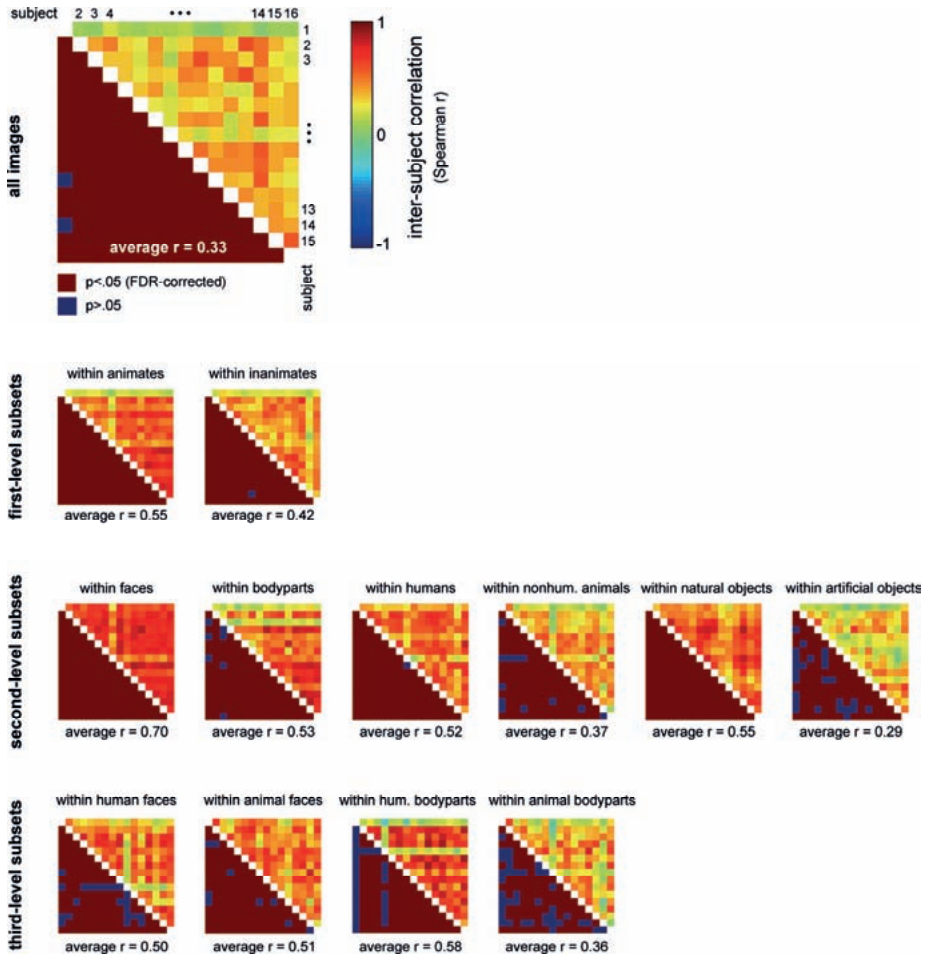 subject 2 3 4 ••• 14 15 16
1
2
3
•••
13
14
15
subject
all images
average r = 0.33
p<.05 (FDR-corrected)
p>.05
1
0
-1
inter-subject correlation
(Spearman r)
first-level subsets
within animates within inanimates
average r = 0.55 average r = 0.42
second-level subsets
within faces within bodyparts within humans within nonhum. animals within natural objects within artificial objects
average r = 0.70 average r = 0.53 average r = 0.52 average r = 0.37 average r = 0.55 average r = 0.29
third-level subsets
within human faces within animal faces within hum. bodyparts within animal bodyparts
average r = 0.50 average r = 0.51 average r = 0.58 average r = 0.36